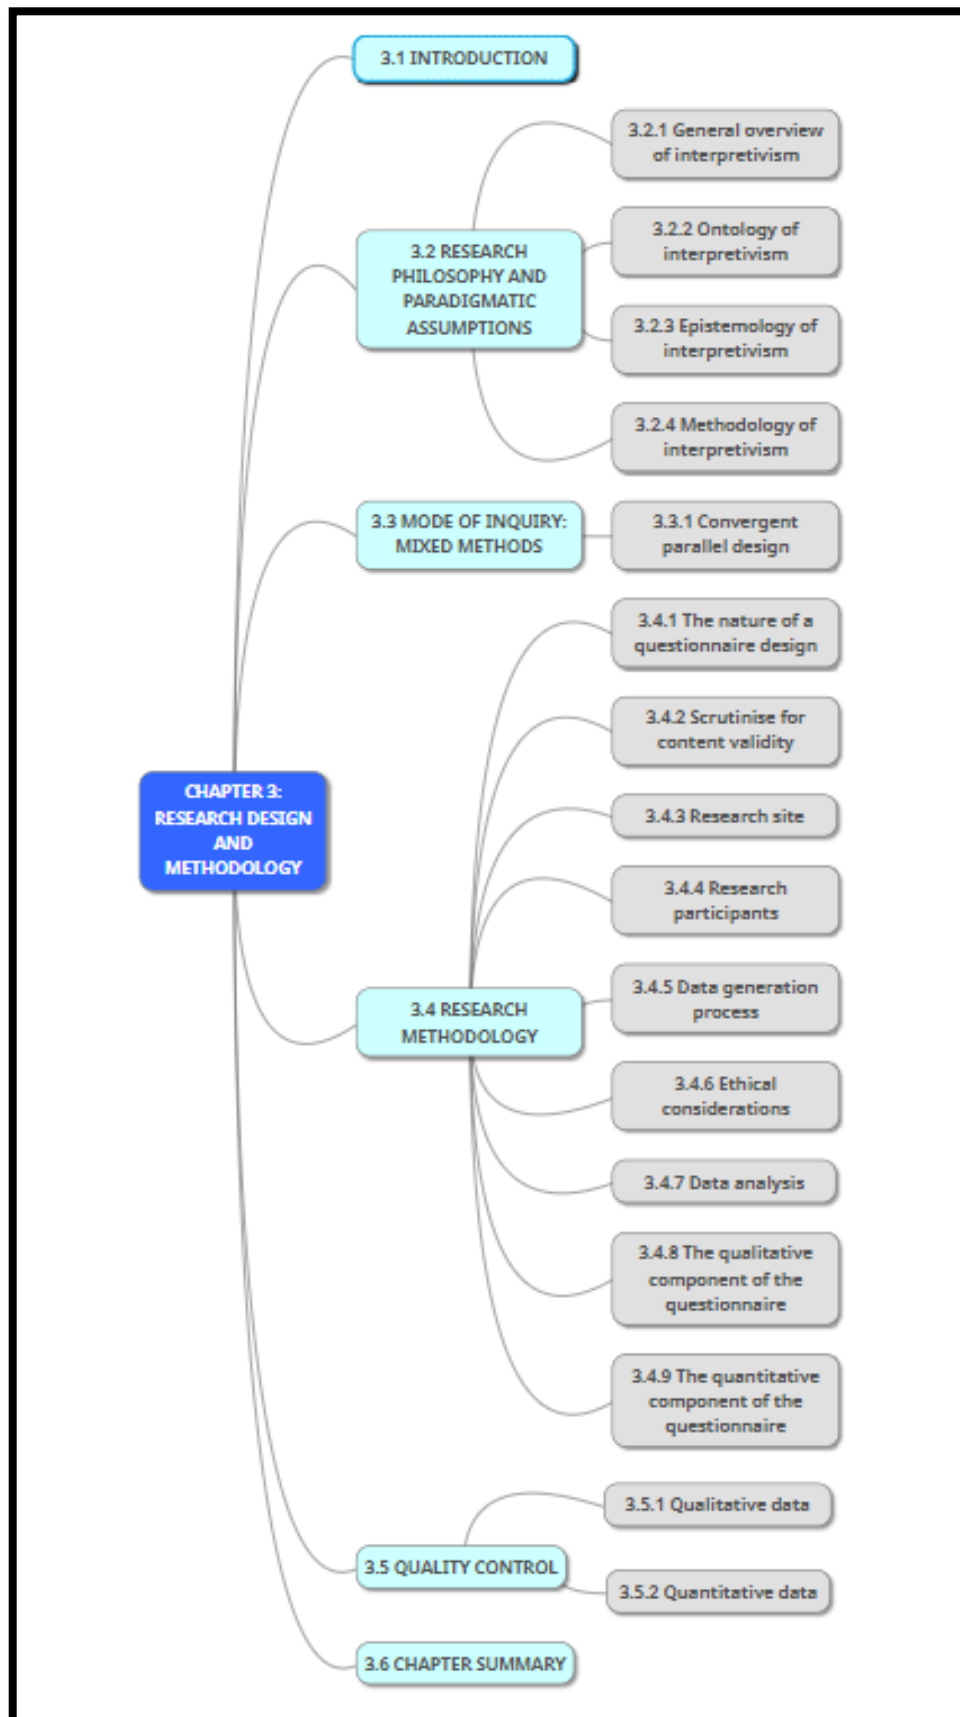 3.1 INTRODUCTION
3.2.1 General overview
of interpretivism
3.2.2 Ontology of
interpretivism
3.2 RESEARCH
PHILOSOPHY AND
PARADIGMATIC
ASSUMPTIONS
3.2.3 Epistemology of
interpretivism
3.2.4 Methodology of
interpretivism
3.3 MODE OF INQUIRY:
MIXED METHODS
3.3.1 Convergent
parallel design
3.4.1 The nature of a
questionnaire design
3.4.2 Scrutinise for
content validity
CHAPTER 3:
RESEARCH DESIGN
AND
METHODOLOGY
3.4.3 Research site
3.4.4 Research
participants
3.4 RESEARCH
METHODOLOGY
3.4.5 Data generation
process
3.4.6 Ethical
considerations
3.4.7 Data analysis
3.4.8 The qualitative
component of the
questionnaire
3.4.9 The quantitative
component of the
questionnaire
3.5.1 Qualitative data
3.5 QUALITY CONTROL
3.5.2 Quantitative data
3.6 CHAPTER SUMMARY